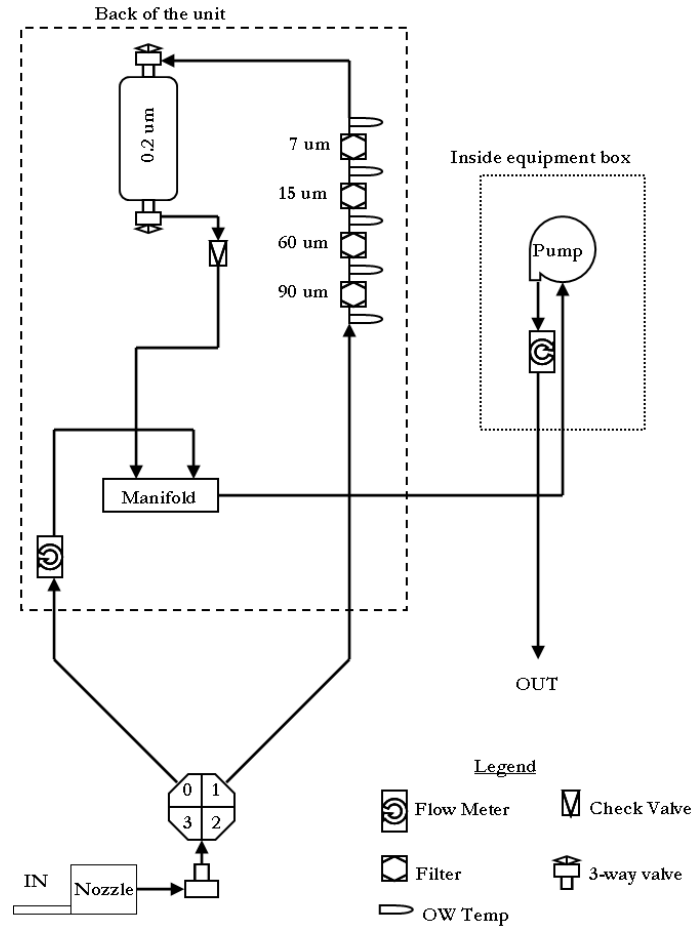 Back of the unit
0.2 um
7 um
15 um
60 um
90 um
Inside equipment box
Pump
Manifold
OUT
0 1
3 2
IN
Nozzle
Legend
Flow Meter
Check Valve
Filter
3-way valve
OW Temp